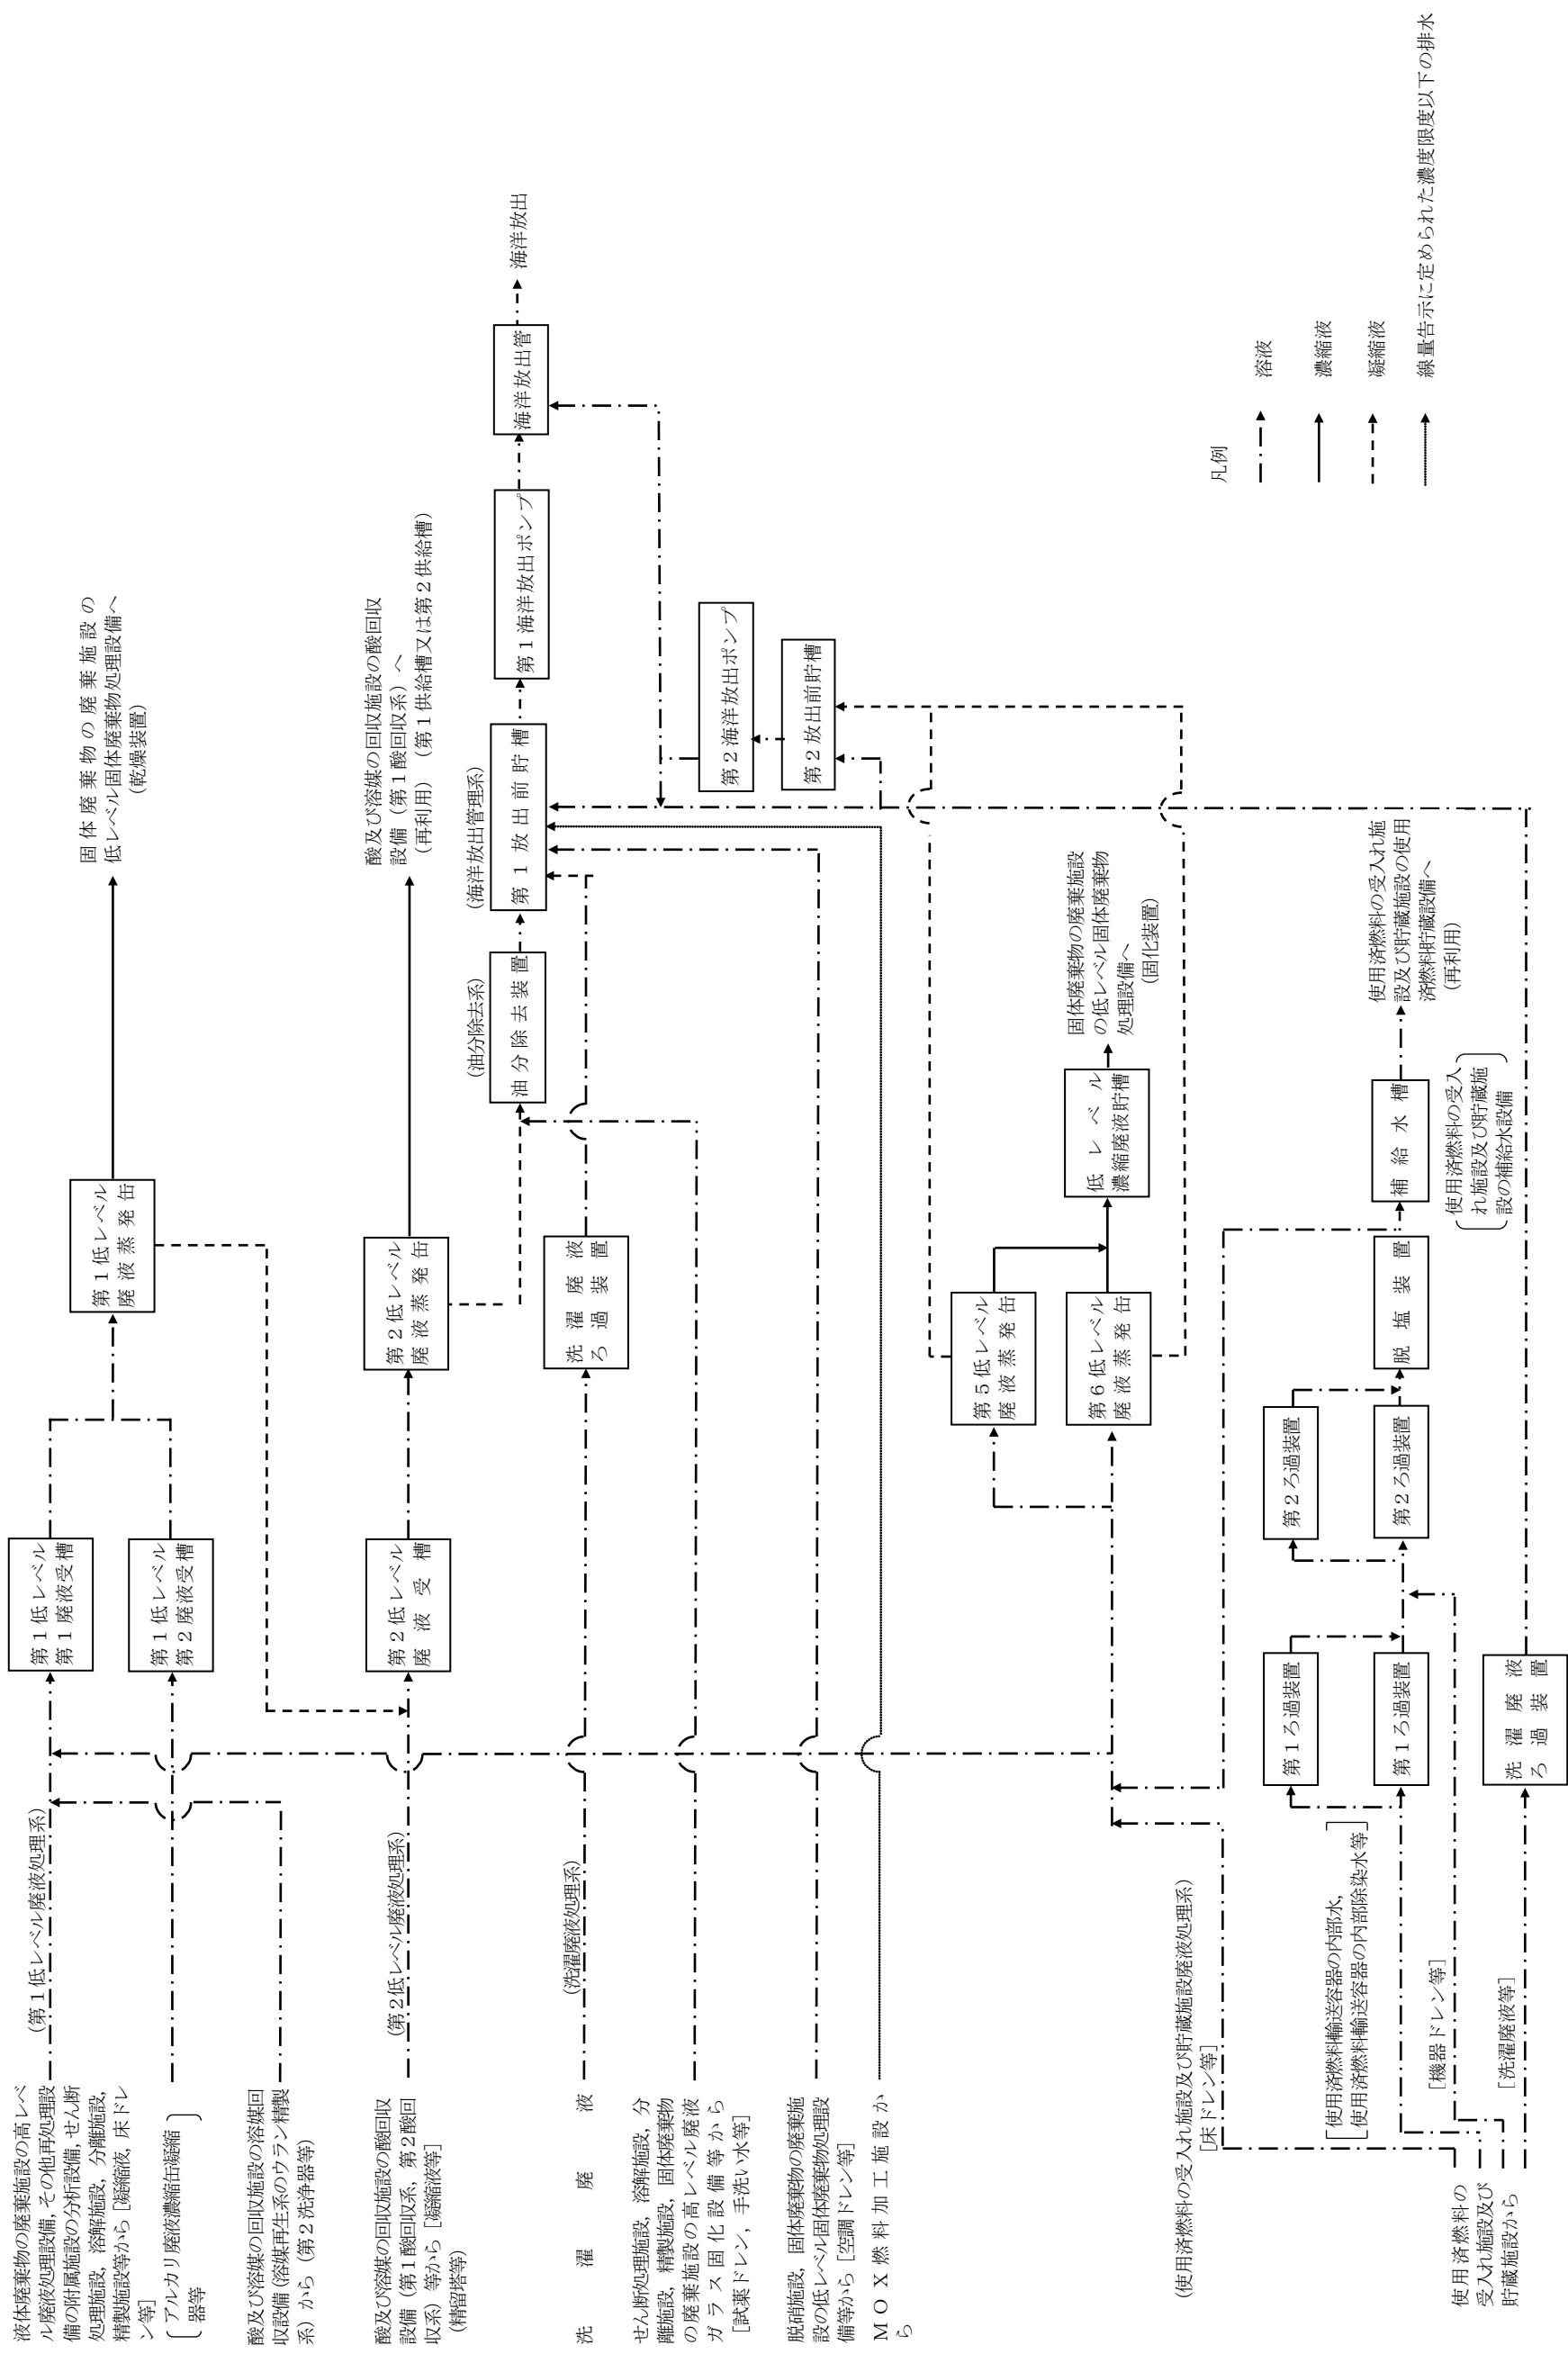 液体廃棄物の廃棄施設の高レベ
ル廃液処理設備，その他再処理設
備の附属施設の分析設備，せん断
処理施設，溶解施設，分離施設，
精製施設等から［凝縮液，床ドレ
ン等］
アルカリ廃液濃縮缶凝縮
器等
酸及び溶媒の回収施設の溶媒回
収設備（溶媒再生系のウラン精製
系）から（第２洗浄器等）
酸及び溶媒の回収施設の酸回収
設備（第１酸回収系，第２酸回
収系）等から［凝縮液等］
（精留塔等）
洗濯廃液
せん断処理施設，溶解施設，分
離施設，精製施設，固体廃棄物
の廃棄施設の高レベル廃液
ガラス固化設備等から
［試薬ドレン，手洗い水等］
脱硝施設，固体廃棄物の廃棄施
設の低レベル固体廃棄物処理設
備等から［空調ドレン等］
ＭＯＸ燃料加工施設か
ら
使用済燃料の
受入れ施設及び
貯蔵施設から
（第１低レベル廃液処理系）
（第２低レベル廃液処理系）
（洗濯廃液処理系）
（使用済燃料の受入れ施設及び貯蔵施設廃液処理系）
［床ドレン等］
使用済燃料輸送容器の内部水，
使用済燃料輸送容器の内部除染水等
［機器ドレン等］
［洗濯廃液等］
第１低レベル
第１廃液受槽
第１低レベル
第２廃液受槽
第２低レベル
廃液受槽
第１ろ過装置
第１ろ過装置
洗濯廃液
ろ過装置
第１低レベル
廃液蒸発缶
第２低レベル
廃液蒸発缶
洗濯廃液
ろ過装置
第５低レベル
廃液蒸発缶
第６低レベル
廃液蒸発缶
第２ろ過装置
第２ろ過装置
脱塩装置
（油分除去系）
油分除去装置
低レベル
濃縮廃液貯槽
補給水槽
使用済燃料の受入
れ施設及び貯蔵施
設の補給水設備
固体廃棄物の廃棄施設の
低レベル固体廃棄物処理設備へ
（乾燥装置）
酸及び溶媒の回収施設の酸回収
設備（第１酸回収系）へ
（再利用）（第１供給槽又は第２供給槽）
（海洋放出管理系）
第１放出前貯槽
第１海洋放出ポンプ
海洋放出管
海洋放出
第２海洋放出ポンプ
第２放出前貯槽
固体廃棄物の廃棄施設
の低レベル固体廃棄物
処理設備へ
（固化装置）
使用済燃料の受入れ施
設及び貯蔵施設の使用
済燃料貯蔵設備へ
（再利用）
凡例
溶液
濃縮液
凝縮液
線量告示に定められた濃度限度以下の排水